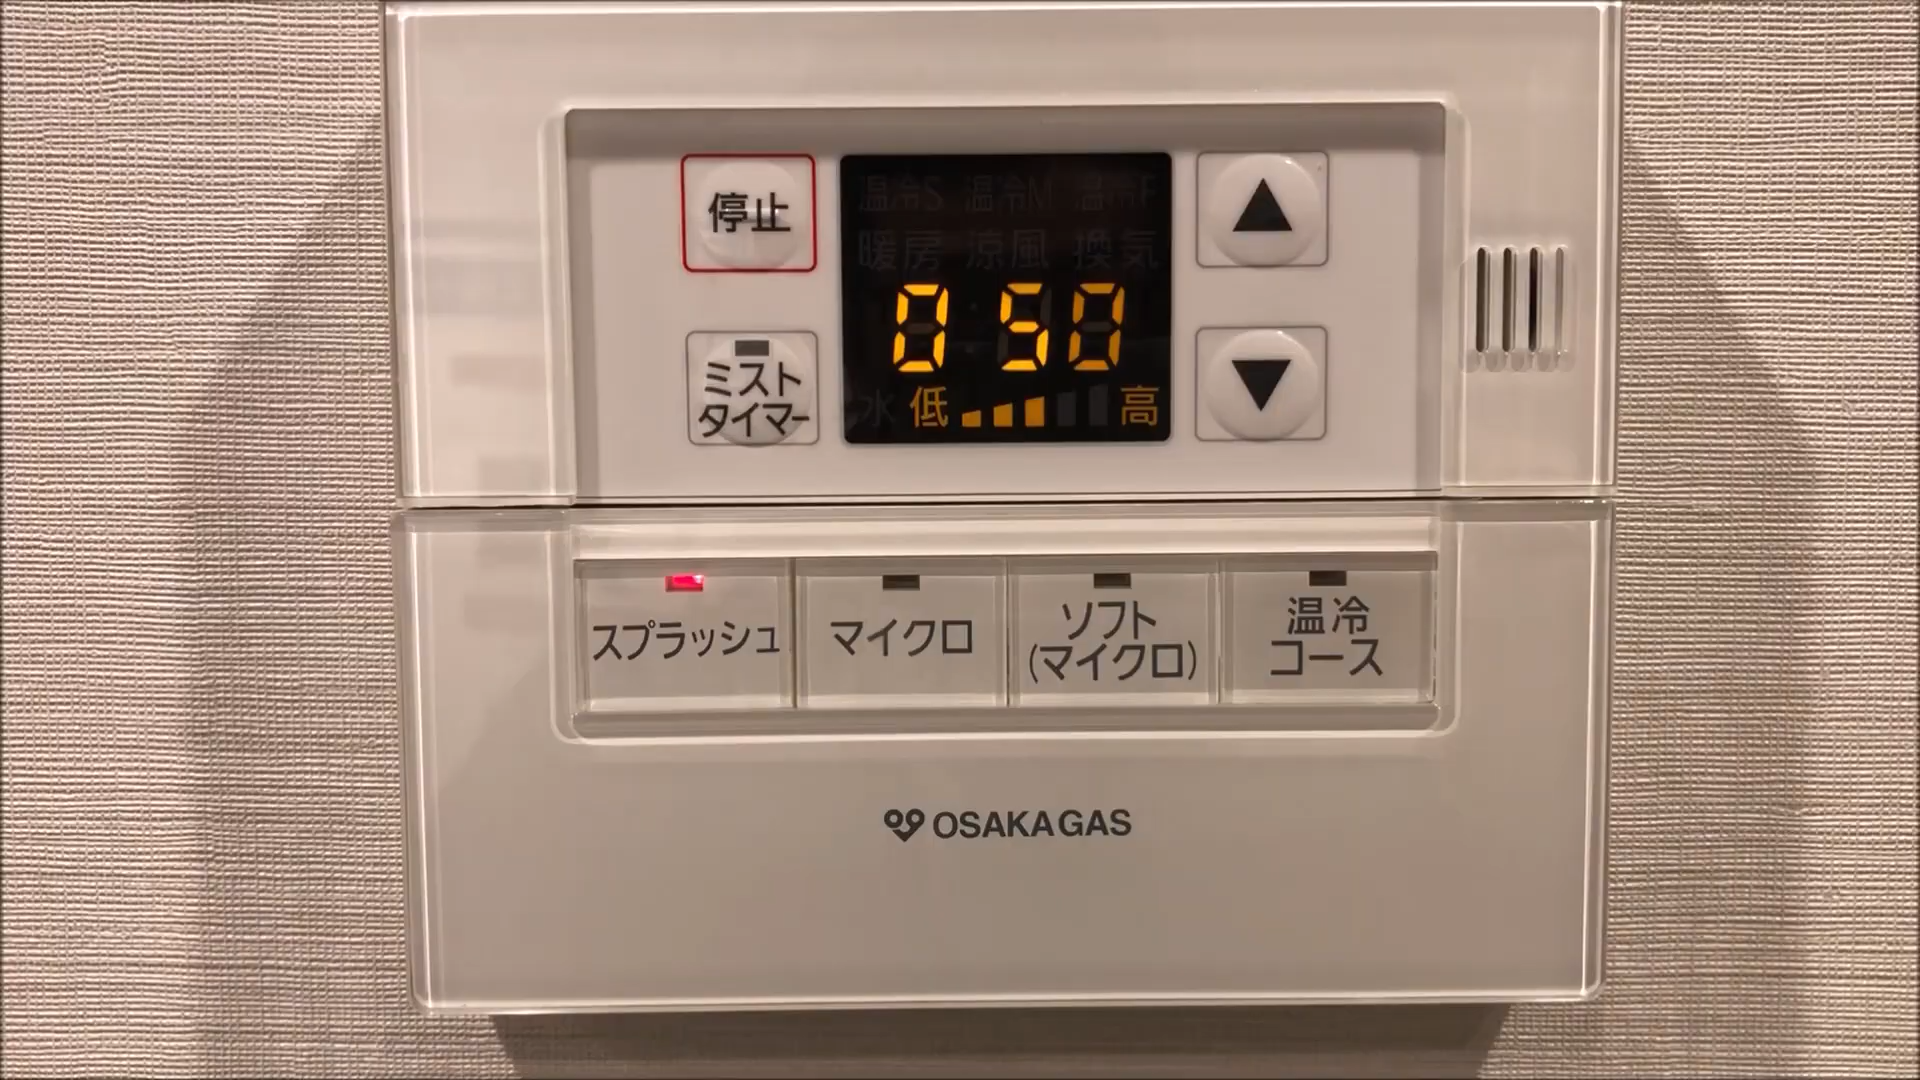 停止
温冷S 温冷M 温冷F
暖房 涼風 換気
0 50
水 低 高
ミスト
タイマー
スプラッシュ
マイクロ
ソフト
(マイクロ)
温冷
コース
OSAKA GAS